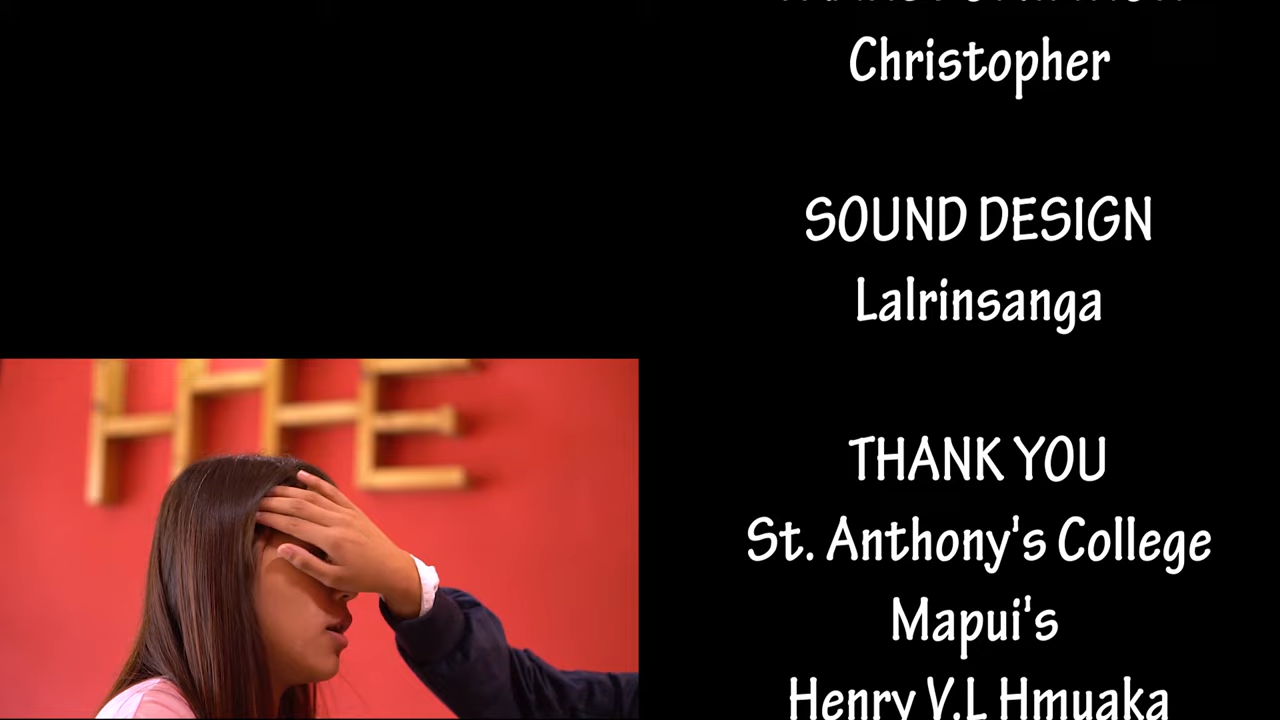 Christopher
SOUND DESIGN
Lalrinsanga
THANK YOU
St. Anthony's College
Mapui's
Henry V.L Hmuaka